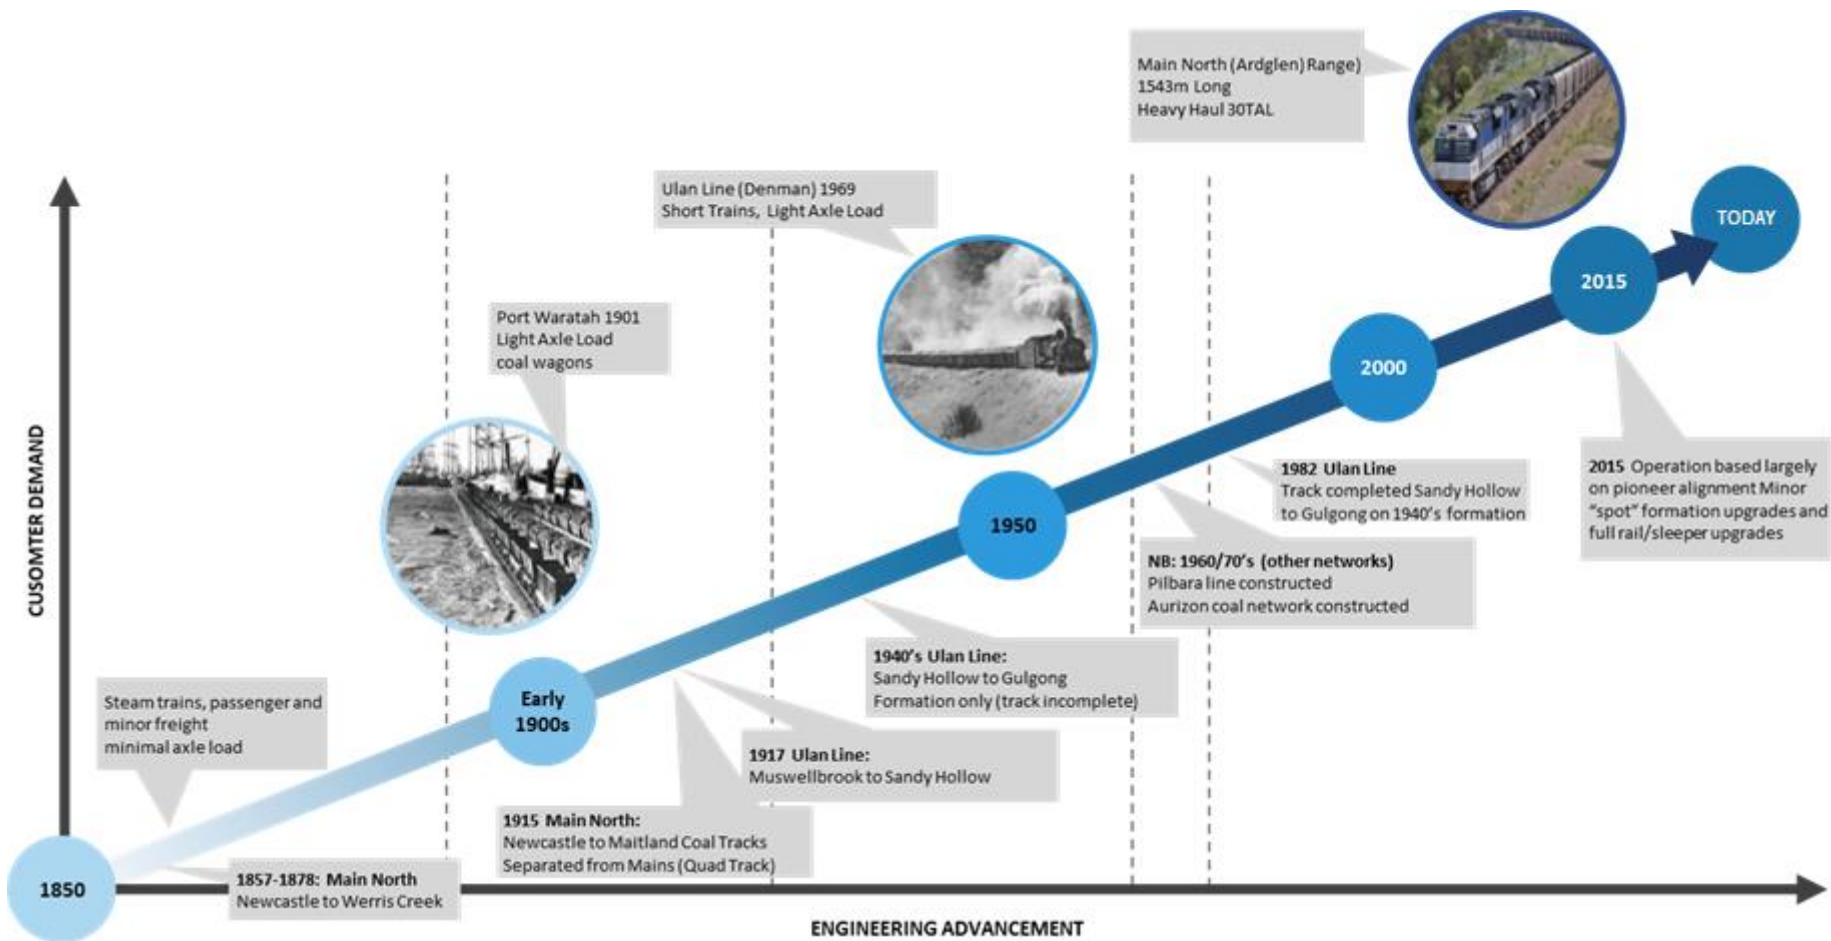 Main North (Ardglen) Range)
1543m Long
Heavy Haul 30TAL
Ulan Line (Denman) 1969
Short Trains, Light Axle Load
TODAY
2015
Port Waratah 1901
Light Axle Load
coal wagons
2000
CUSOMTER DEMAND
1950
1982 Ulan Line
Track completed Sandy Hollow
to Gulgong on 1940's formation
2015 Operation based largely
on pioneer alignment Minor
“spot” formation upgrades and
full rail/sleeper upgrades
NB: 1960/70's (other networks)
Pilbara line constructed
Aurizon coal network constructed
Steam trains, passenger and
minor freight
minimal axle load
Early
1900s
1940's Ulan Line:
Sandy Hollow to Gulgong
Formation only (track incomplete)
1917 Ulan Line:
Muswellbrook to Sandy Hollow
1915 Main North:
Newcastle to Maitland Coal Tracks
Separated from Mains (Quad Track)
1850
1857-1878: Main North
Newcastle to Werris Creek
ENGINEERING ADVANCEMENT